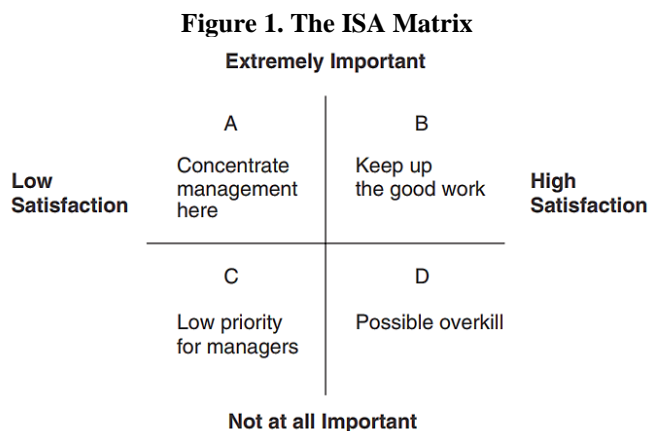 Figure 1. The ISA Matrix
Extremely Important
A
B
Concentrate
management
here
Keep up
the good work
Low
Satisfaction
High
Satisfaction
C
D
Low priority
for managers
Possible overkill
Not at all Important